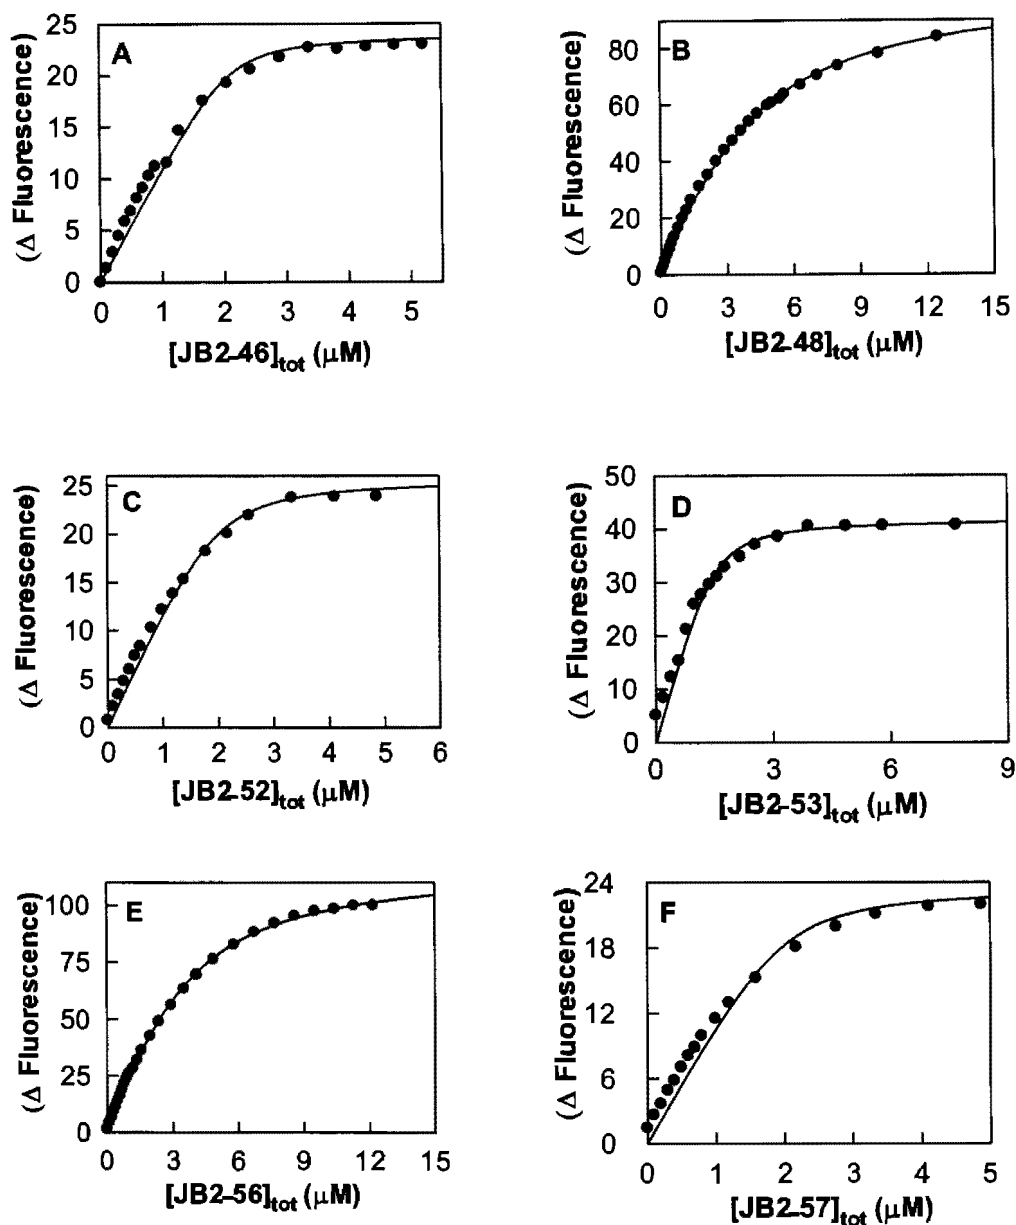 A
(Δ Fluorescence)
25
20
15
10
5
0
0 1 2 3 4 5
[JB2-46]tot (μM)
B
(Δ Fluorescence)
80
60
40
20
0
0 3 6 9 12 15
[JB2-48]tot (μM)
C
(Δ Fluorescence)
25
20
15
10
5
0
0 1 2 3 4 5 6
[JB2-52]tot (μM)
D
(Δ Fluorescence)
50
40
30
20
10
0
0 3 6 9
[JB2-53]tot (μM)
E
(Δ Fluorescence)
100
75
50
25
0
0 3 6 9 12 15
[JB2-56]tot (μM)
F
(Δ Fluorescence)
24
18
12
6
0
0 1 2 3 4 5
[JB2-57]tot (μM)